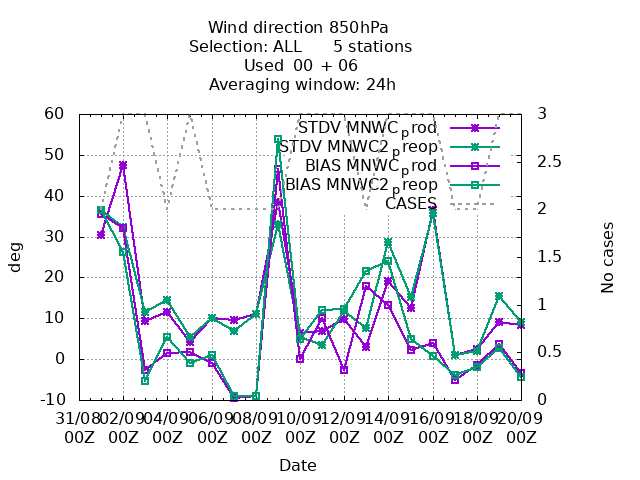 Wind direction 850hPa
Selection: ALL 5 stations
Used 00 + 06
Averaging window: 24h
60
50
40
30
20
10
0
-10
deg
3
2.5
2
1.5
1
0.5
0
No cases
STDV MNWC_prod
STDV MNWC2_preop
BIAS MNWC_prod
BIAS MNWC2_preop
CASES
31/08 02/09 04/09 06/09 08/09 10/09 12/09 14/09 16/09 18/09 20/09
00Z 00Z 00Z 00Z 00Z 00Z 00Z 00Z 00Z 00Z 00Z
Date